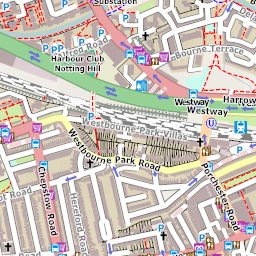 Substation
Alfred Road
Harbour Club
Notting Hill
Bourne Terrace
Westway
Westway
Harrow
Westbourne Park Villas
Westbourne Park Road
Chepstow Road
Hereford Road
Porchester Road
Road